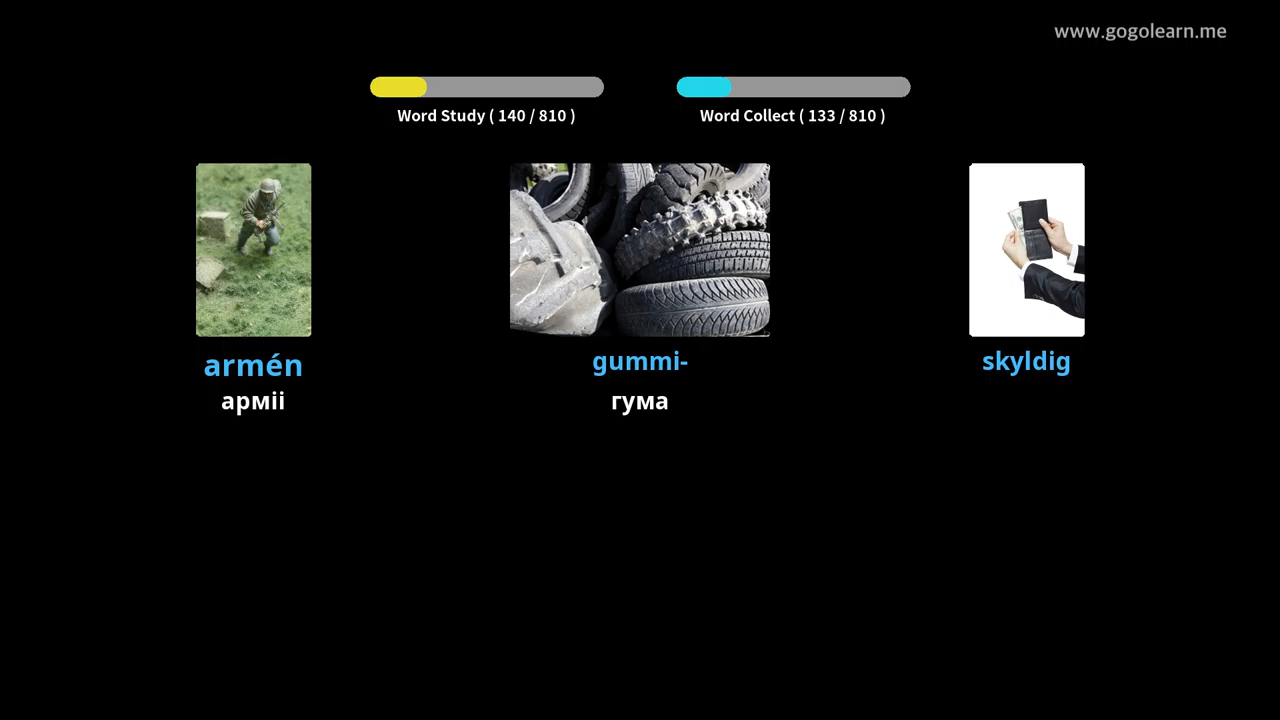 www.gogolearn.me
Word Study ( 140 / 810 )
Word Collect ( 133 / 810 )
armén
армії
gummi-
гума
skyldig